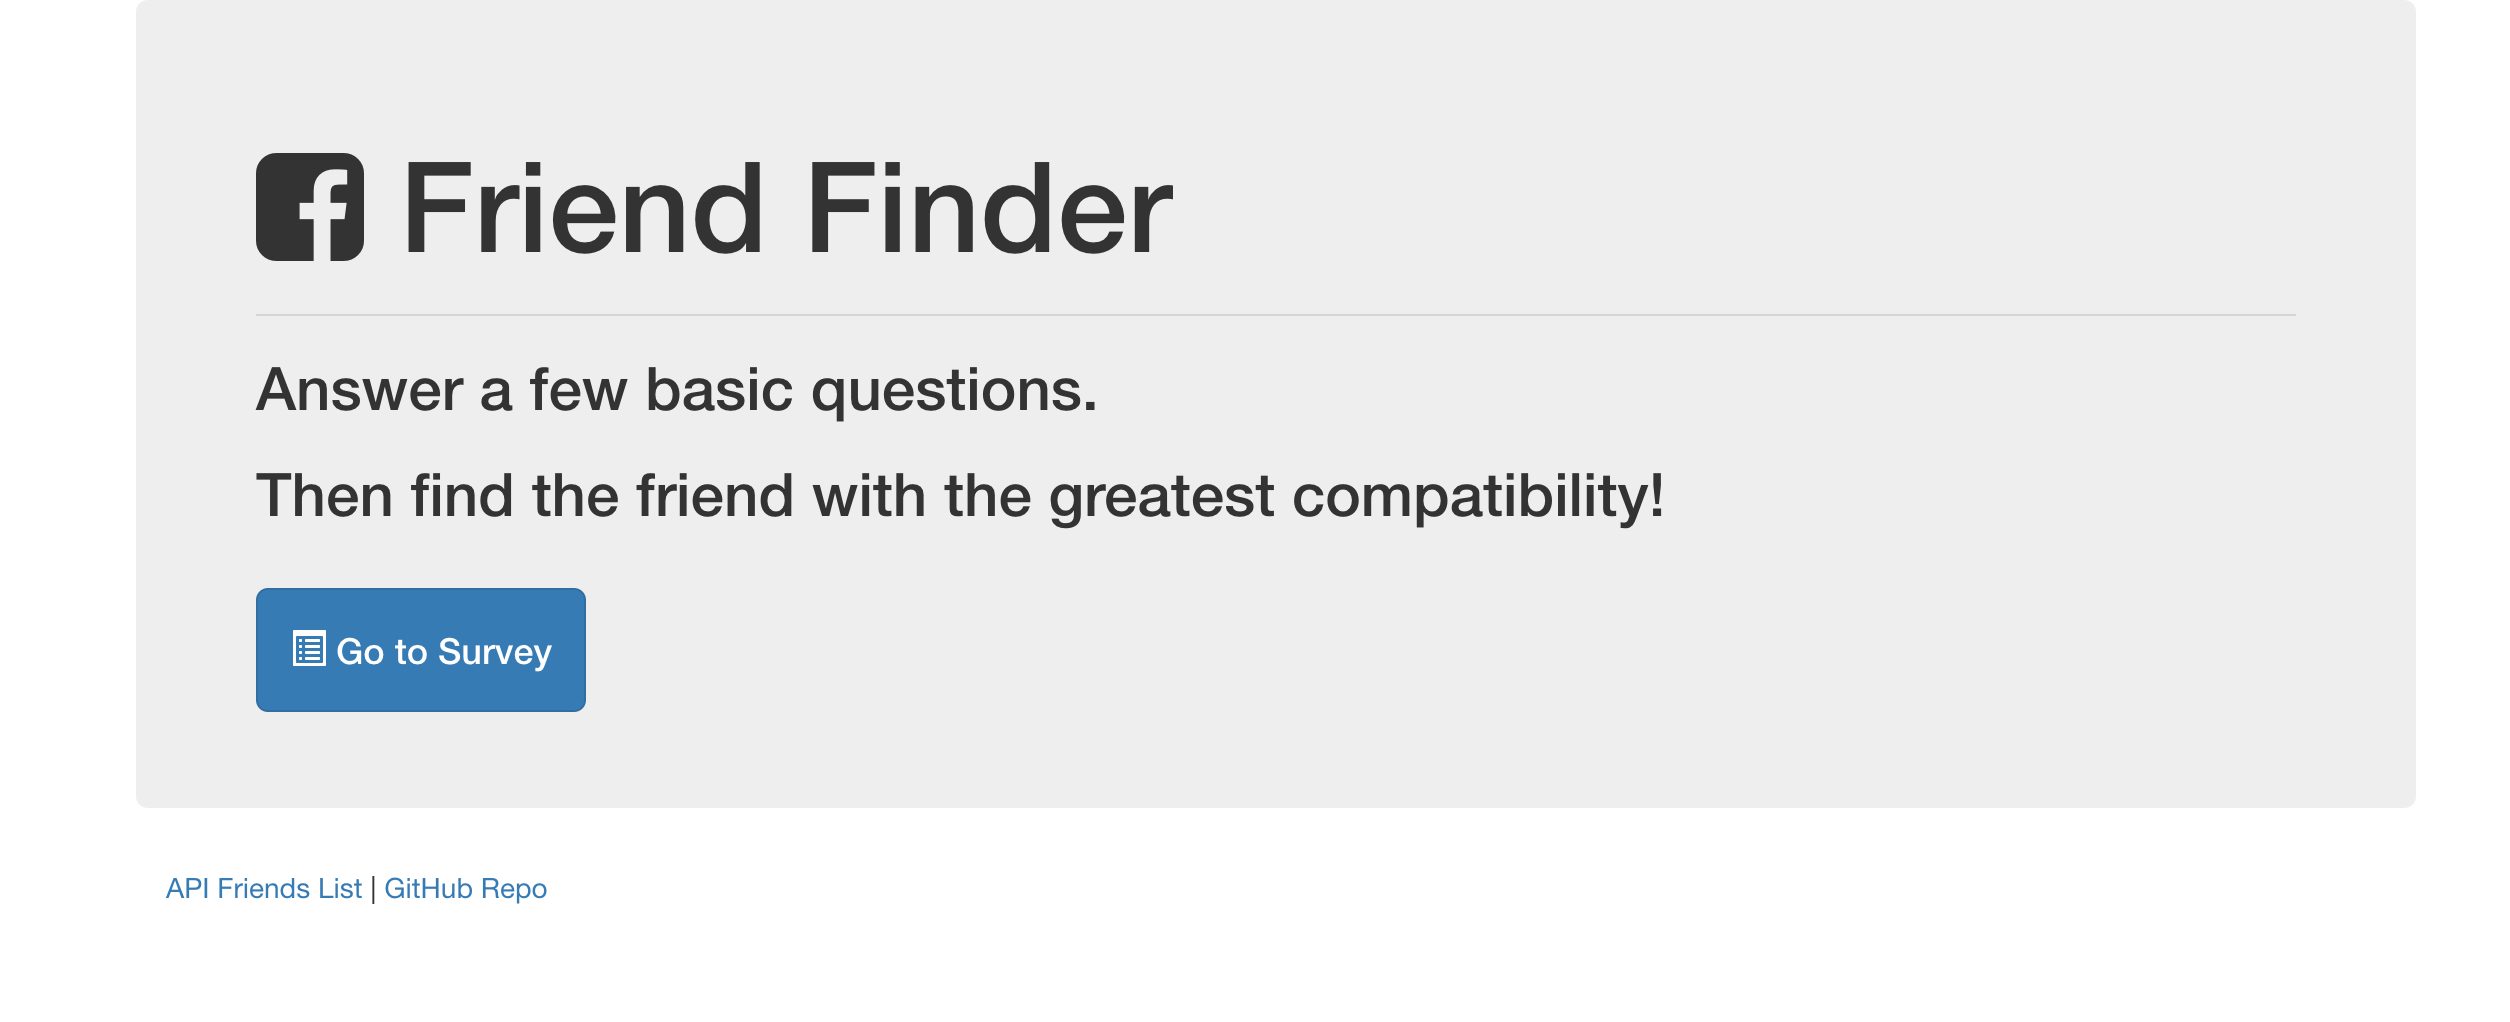 Friend Finder
Answer a few basic questions.
Then find the friend with the greatest compatibility!
Go to Survey
API Friends List | GitHub Repo